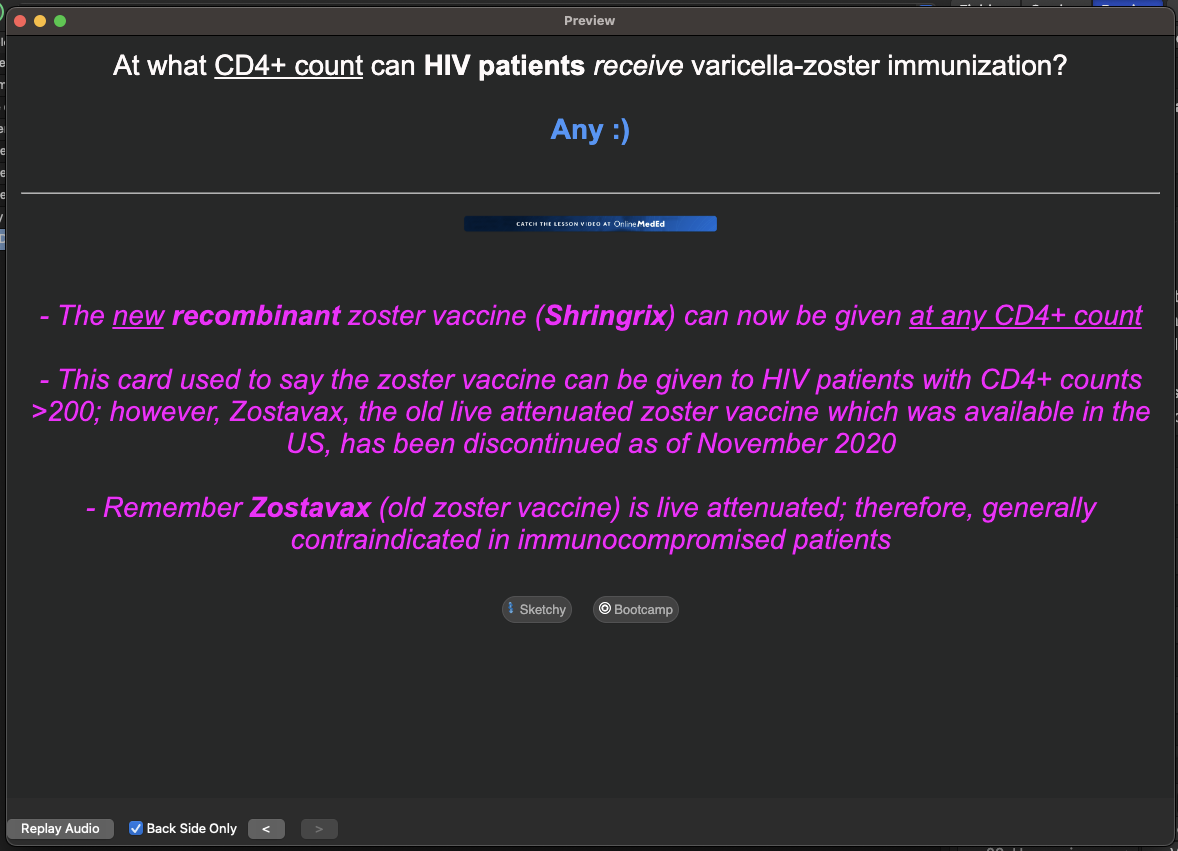 Preview
At what CD4+ count can HIV patients receive varicella-zoster immunization?
Any :)
CATCH THE LESSON VIDEO AT OnlineMedEd
- The new recombinant zoster vaccine (Shringrix) can now be given at any CD4+ count
- This card used to say the zoster vaccine can be given to HIV patients with CD4+ counts
>200; however, Zostavax, the old live attenuated zoster vaccine which was available in the
US, has been discontinued as of November 2020
- Remember Zostavax (old zoster vaccine) is live attenuated; therefore, generally
contraindicated in immunocompromised patients
Sketchy Bootcamp
Replay Audio Back Side Only < >